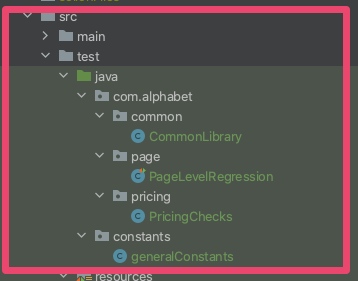 src
main
test
java
com.alphabet
common
CommonLibrary
page
PageLevelRegression
pricing
PricingChecks
constants
generalConstants
resources